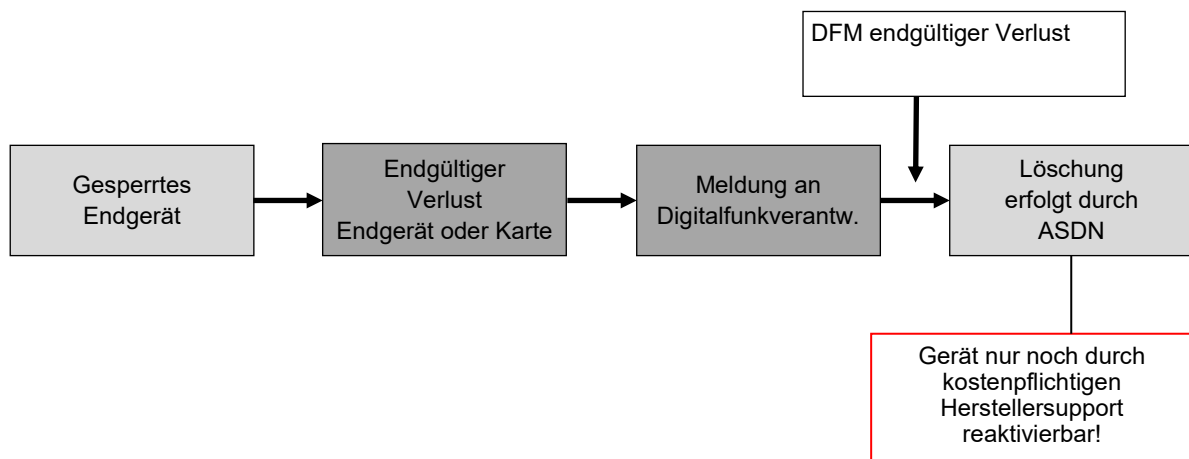 DFM endgültiger Verlust
Gesperrtes
Endgerät
Endgültiger
Verlust
Endgerät oder Karte
Meldung an
Digitalfunkverantw.
Löschung
erfolgt durch
ASDN
Gerät nur noch durch
kostenpflichtigen
Herstellersupport
reaktivierbar!